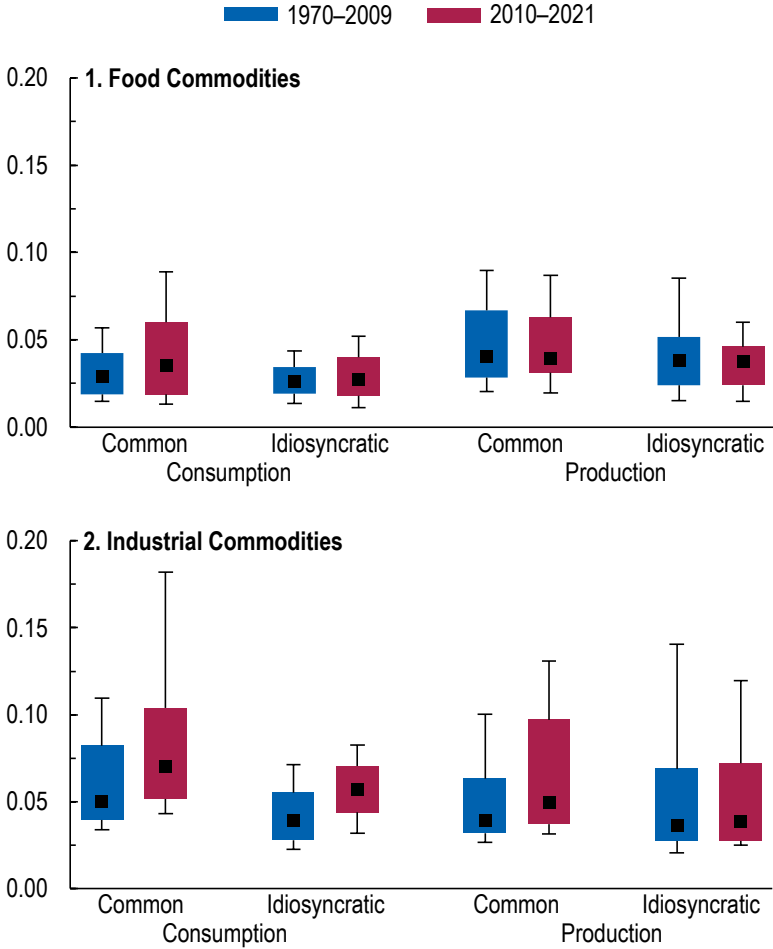 1970–2009 2010–2021
1. Food Commodities
0.20
0.15
0.10
0.05
0.00
Common Idiosyncratic Common Idiosyncratic
Consumption Production
2. Industrial Commodities
0.20
0.15
0.10
0.05
0.00
Common Idiosyncratic Common Idiosyncratic
Consumption Production